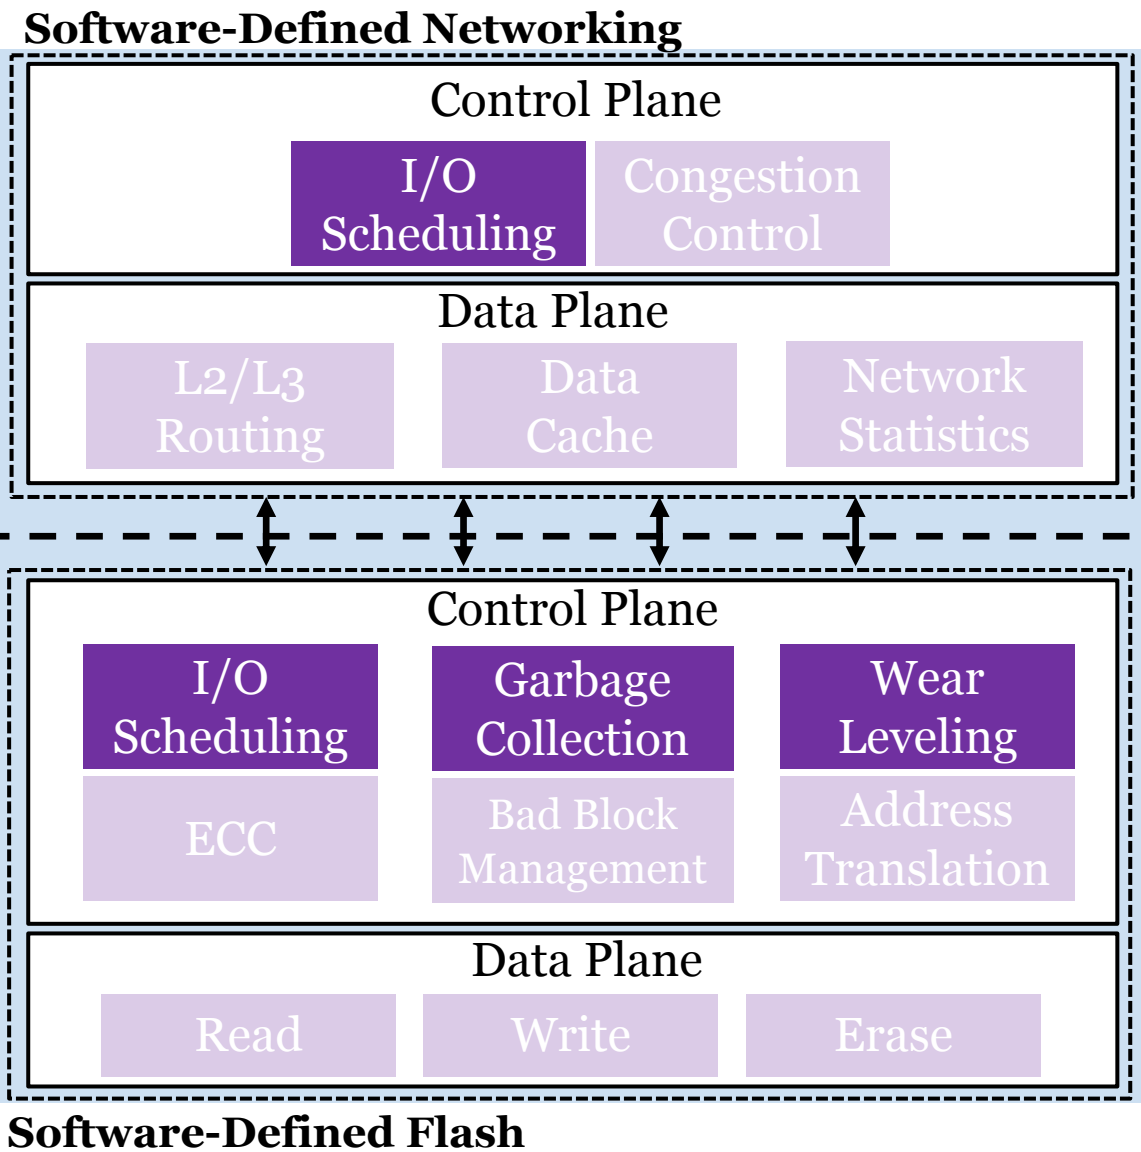 Software-Defined Networking
Control Plane
I/O
Scheduling
Congestion
Control
Data Plane
L2/L3
Routing
Data
Cache
Network
Statistics
Control Plane
I/O
Scheduling
Garbage
Collection
Wear
Leveling
ECC
Bad Block
Management
Address
Translation
Data Plane
Read
Write
Erase
Software-Defined Flash